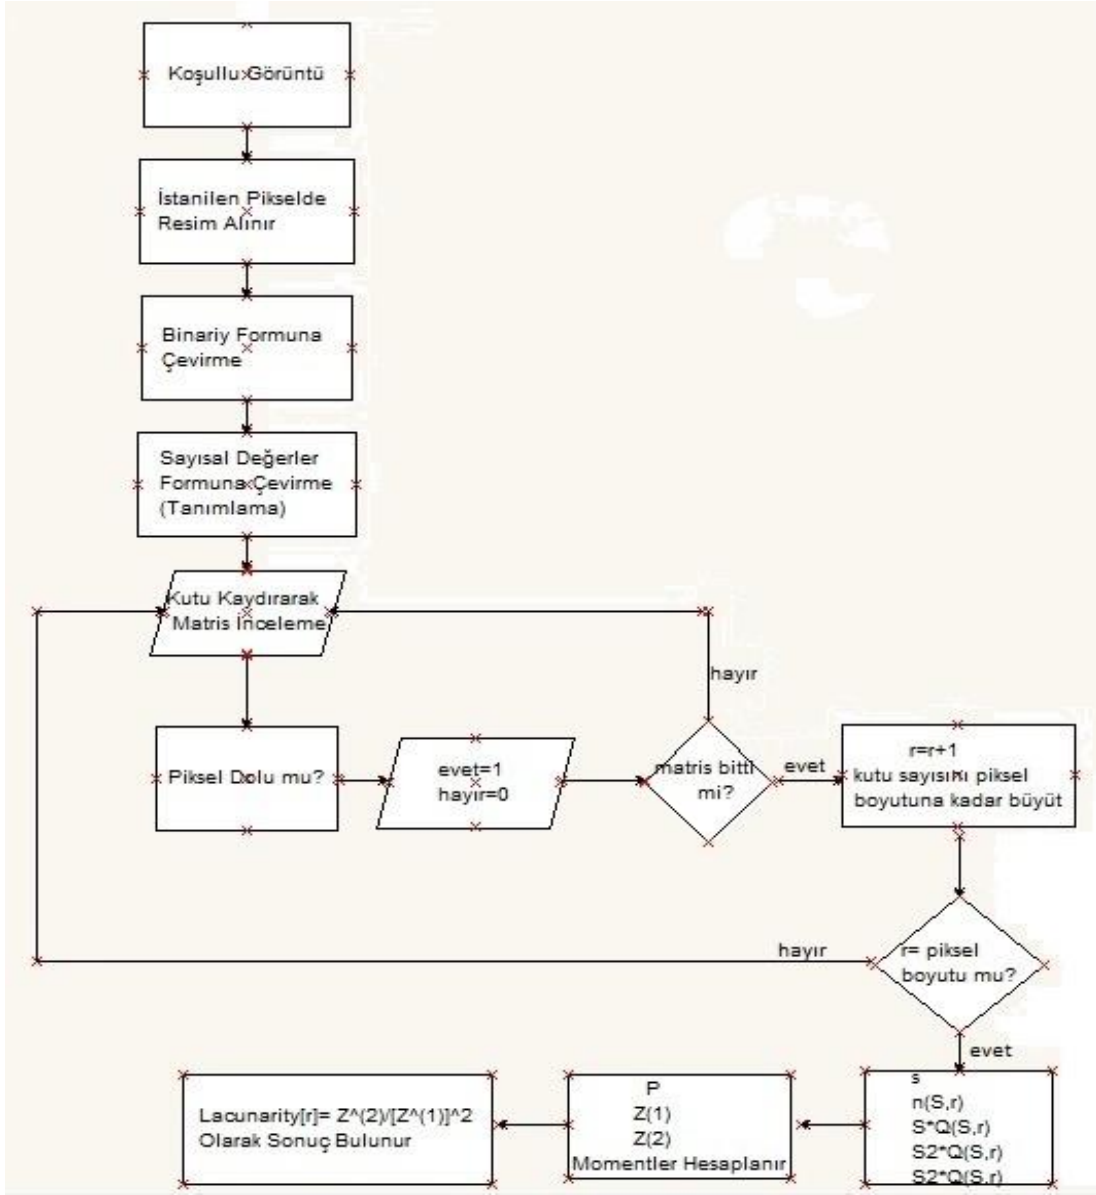 Koşullu Görüntü
İstanilen Pikselde
Resim Alınır
Binariy Formuna
Çevirme
Sayısal Değerler
Formuna Çevirme
(Tanımlama)
Kutu Kaydırarak
Matris İnceleme
hayır
Piksel Dolu mu?
evet=1
hayır=0
matris bitti
mi?
evet
r=r+1
kutu sayısını piksel
boyutuna kadar büyüt
hayır
r= piksel
boyutu mu?
evet
s
n(S,r)
S*Q(S,r)
S2*Q(S,r)
S2*Q(S,r)
P
Z(1)
Z(2)
Momentler Hesaplanır
Lacunarity[r]= Z^(2)/[Z^(1)]^2
Olarak Sonuç Bulunur